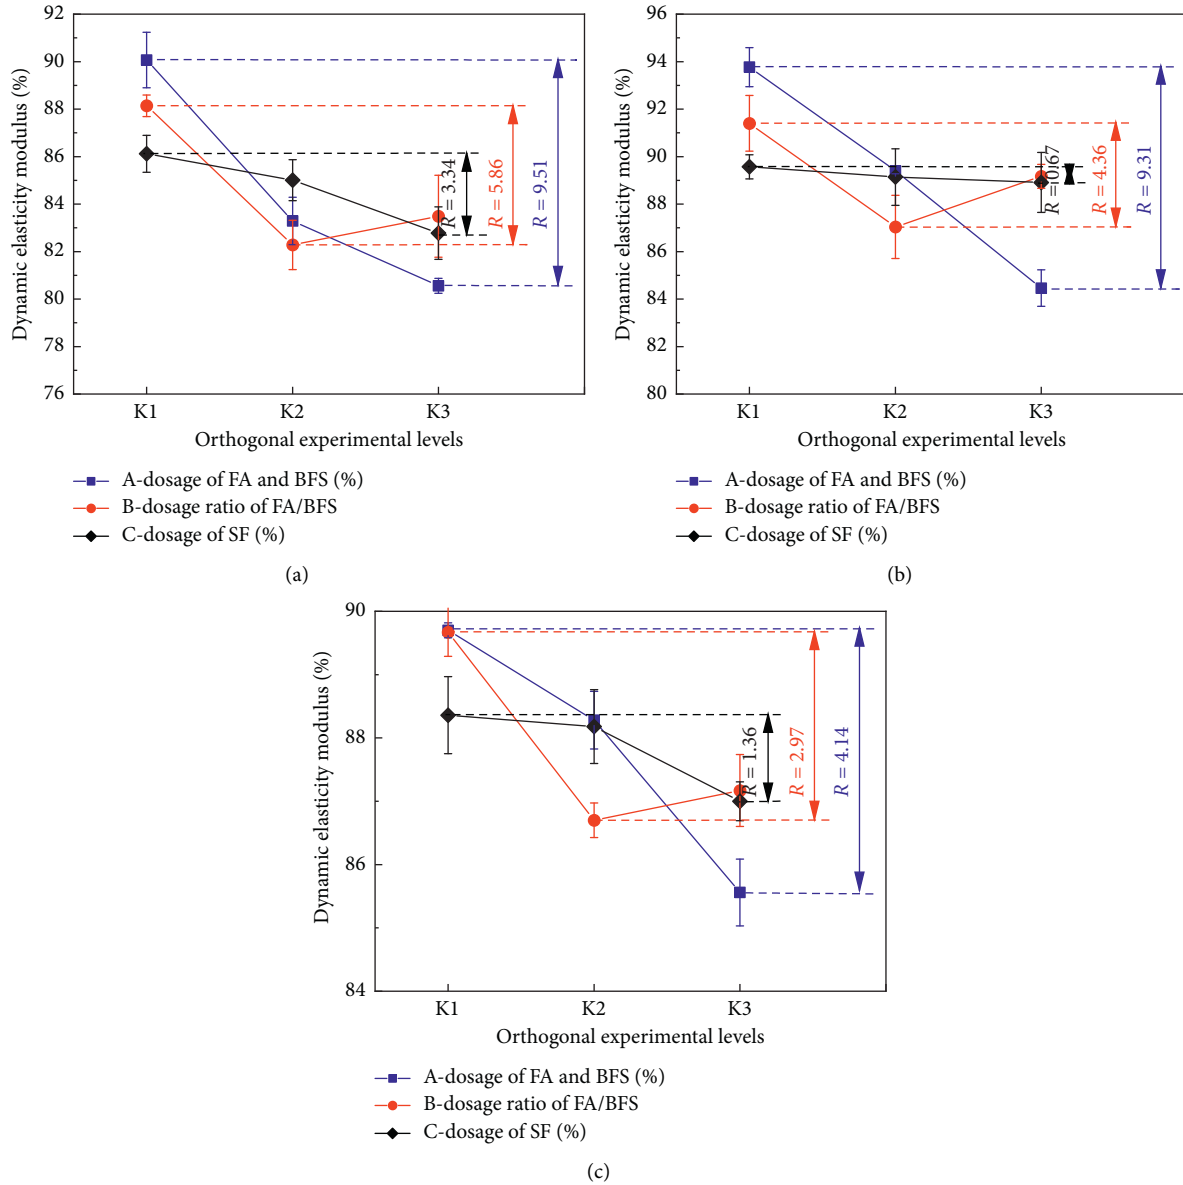 92
90
88
86
84
82
80
78
76
Dynamic elasticity modulus (%)
R = 3.34
R = 5.86
R = 9.51
K1 K2 K3
Orthogonal experimental levels
A-dosage of FA and BFS (%)
B-dosage ratio of FA/BFS
C-dosage of SF (%)
(a)
96
94
92
90
88
86
84
82
80
Dynamic elasticity modulus (%)
R = 0.67
R = 4.36
R = 9.31
K1 K2 K3
Orthogonal experimental levels
A-dosage of FA and BFS (%)
B-dosage ratio of FA/BFS
C-dosage of SF (%)
(b)
90
88
86
84
Dynamic elasticity modulus (%)
R = 1.36
R = 2.97
R = 4.14
K1 K2 K3
Orthogonal experimental levels
A-dosage of FA and BFS (%)
B-dosage ratio of FA/BFS
C-dosage of SF (%)
(c)